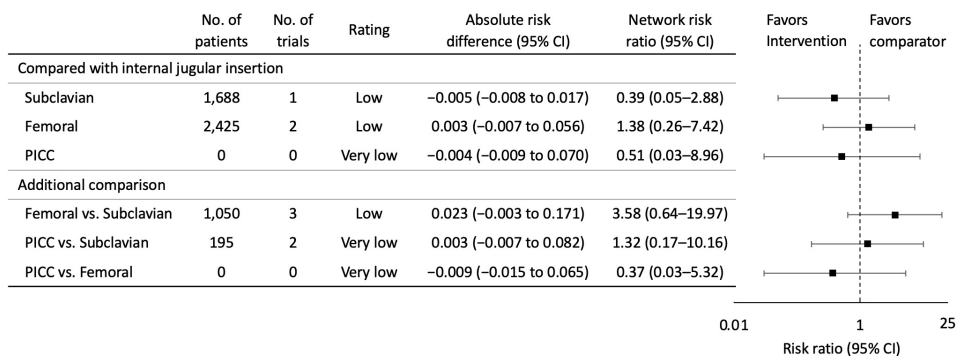 No. of patients No. of trials Rating Absolute risk difference (95% CI) Network risk ratio (95% CI) Favors Intervention Favors comparator
Compared with internal jugular insertion
Subclavian 1,688 1 Low −0.005 (−0.008 to 0.017) 0.39 (0.05–2.88)
Femoral 2,425 2 Low 0.003 (−0.007 to 0.056) 1.38 (0.26–7.42)
PICC 0 0 Very low −0.004 (−0.009 to 0.070) 0.51 (0.03–8.96)
Additional comparison
Femoral vs. Subclavian 1,050 3 Low 0.023 (−0.003 to 0.171) 3.58 (0.64–19.97)
PICC vs. Subclavian 195 2 Very low 0.003 (−0.007 to 0.082) 1.32 (0.17–10.16)
PICC vs. Femoral 0 0 Very low −0.009 (−0.015 to 0.065) 0.37 (0.03–5.32)
0.01 1 25
Risk ratio (95% CI)